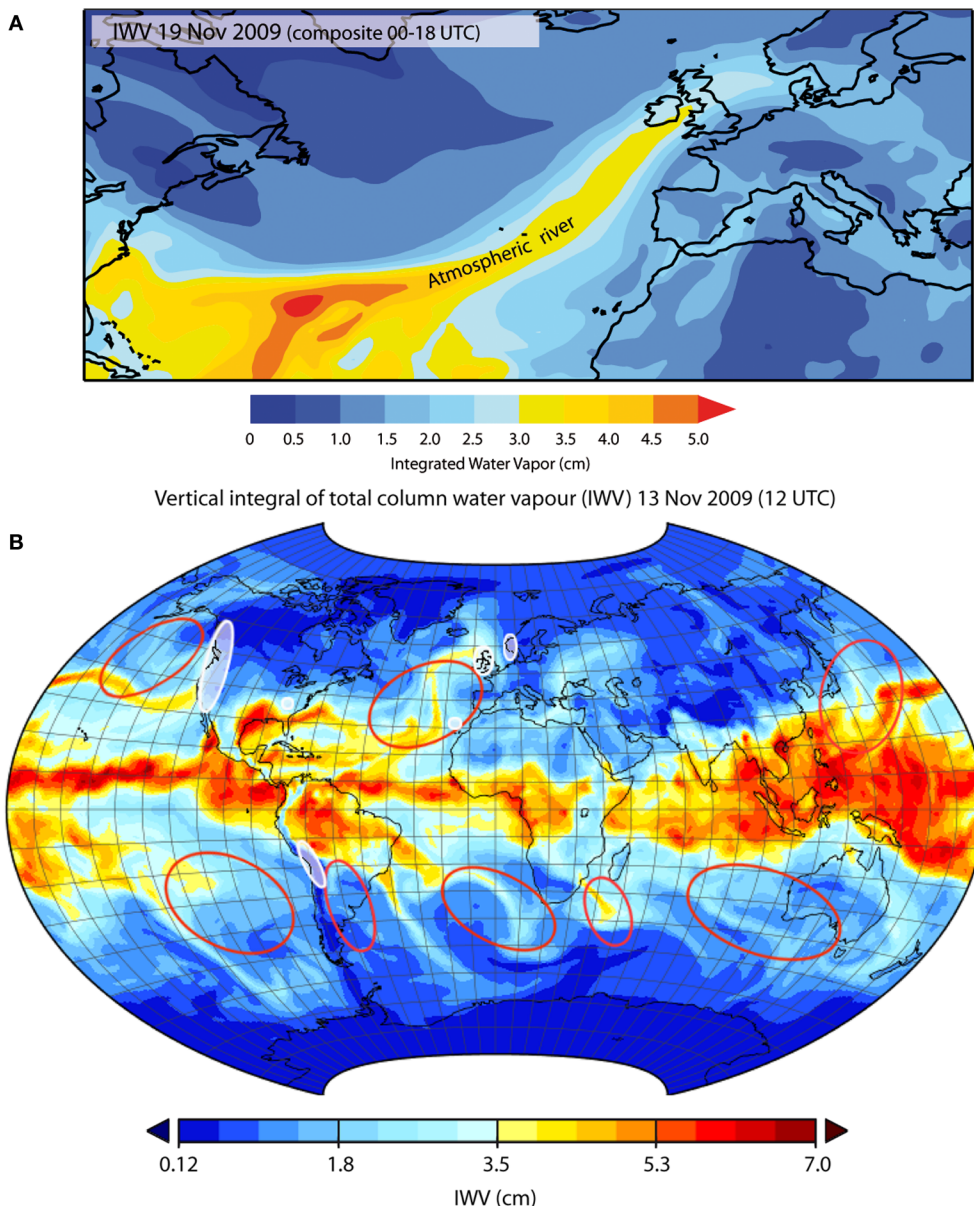 A
IWV 19 Nov 2009 (composite 00-18 UTC)
Atmospheric river
0 0.5 1.0 1.5 2.0 2.5 3.0 3.5 4.0 4.5 5.0
Integrated Water Vapor (cm)
Vertical integral of total column water vapour (IWV) 13 Nov 2009 (12 UTC)
B
0.12 1.8 3.5 5.3 7.0
IWV (cm)